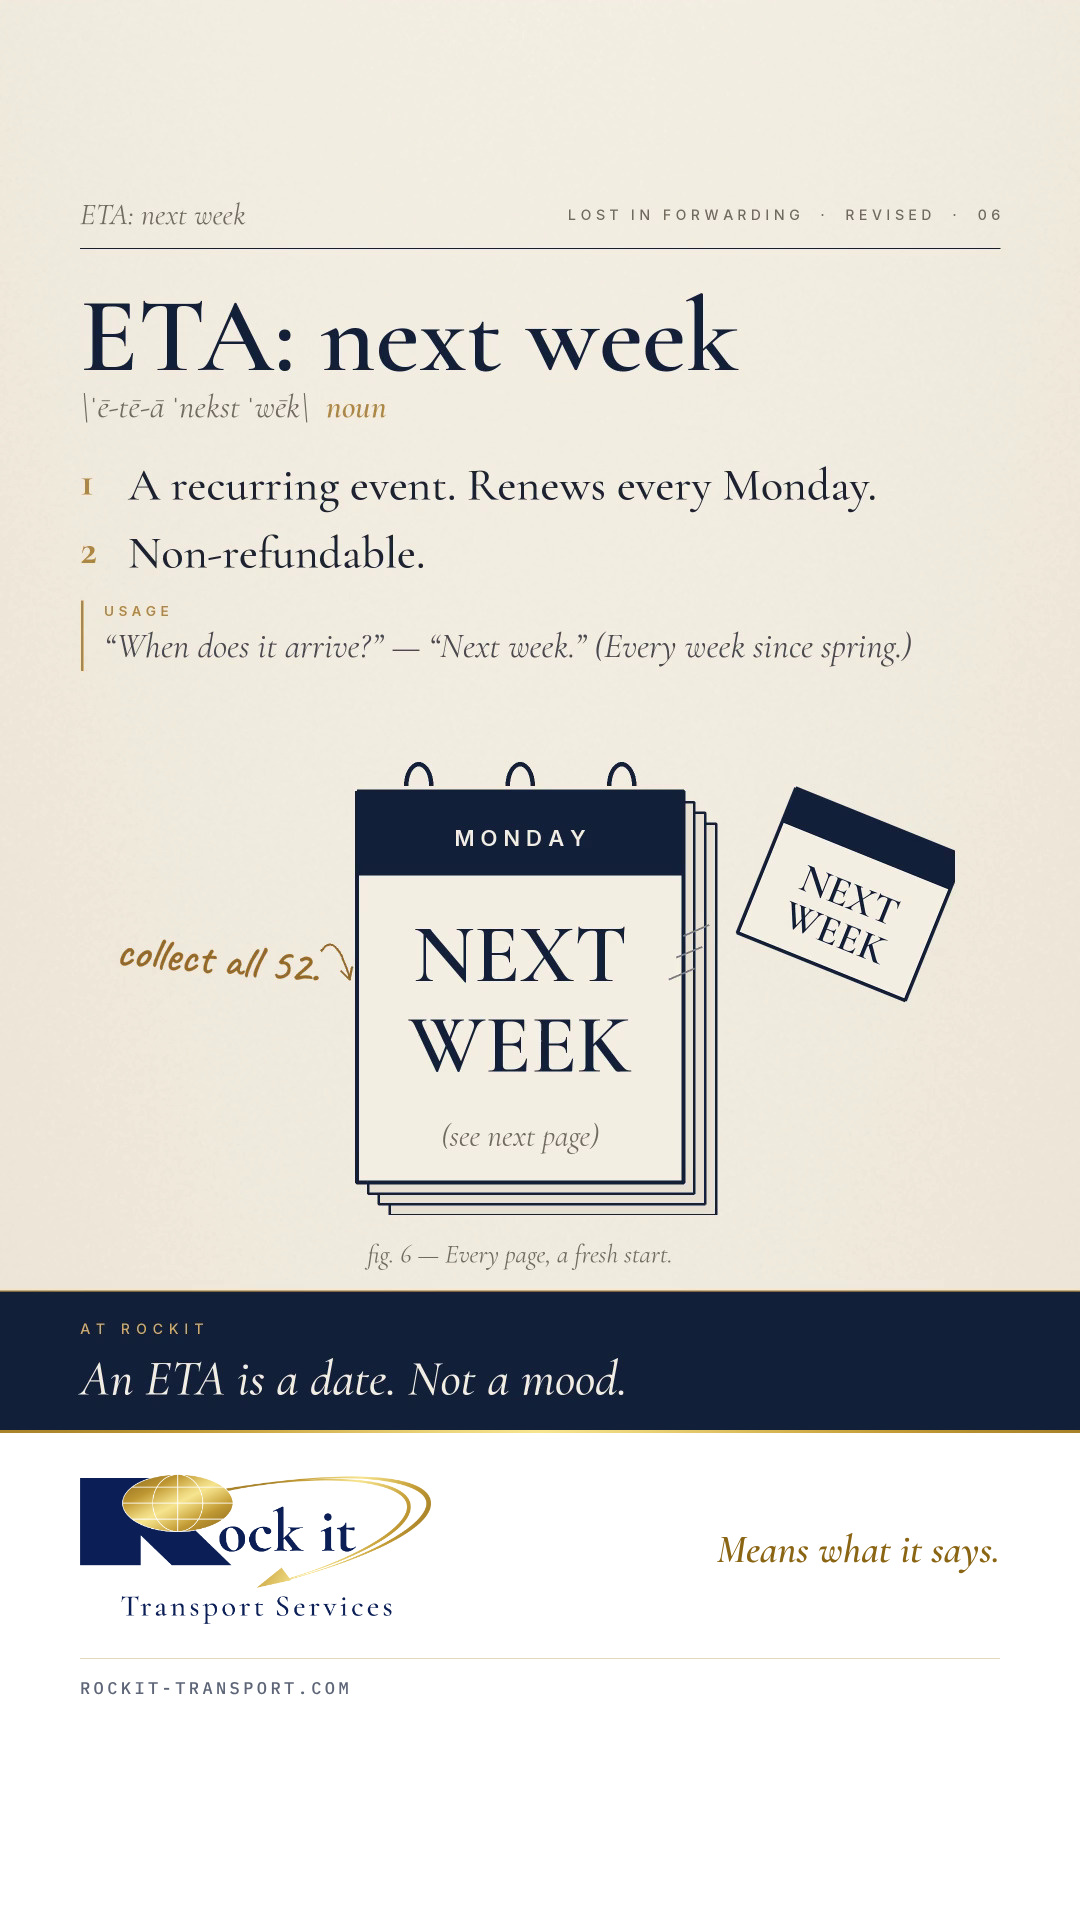 ETA: next week
LOST IN FORWARDING · REVISED · 06
ETA: next week
\ˈē-tē-ā ˈnekst ˈwēk\ noun
1 A recurring event. Renews every Monday.
2 Non-refundable.
USAGE
“When does it arrive?” — “Next week.” (Every week since spring.)
MONDAY
NEXT
WEEK
(see next page)
NEXT
WEEK
collect all 52.
fig. 6 — Every page, a fresh start.
AT ROCKIT
An ETA is a date. Not a mood.
Rock it
Transport Services
Means what it says.
ROCKIT-TRANSPORT.COM